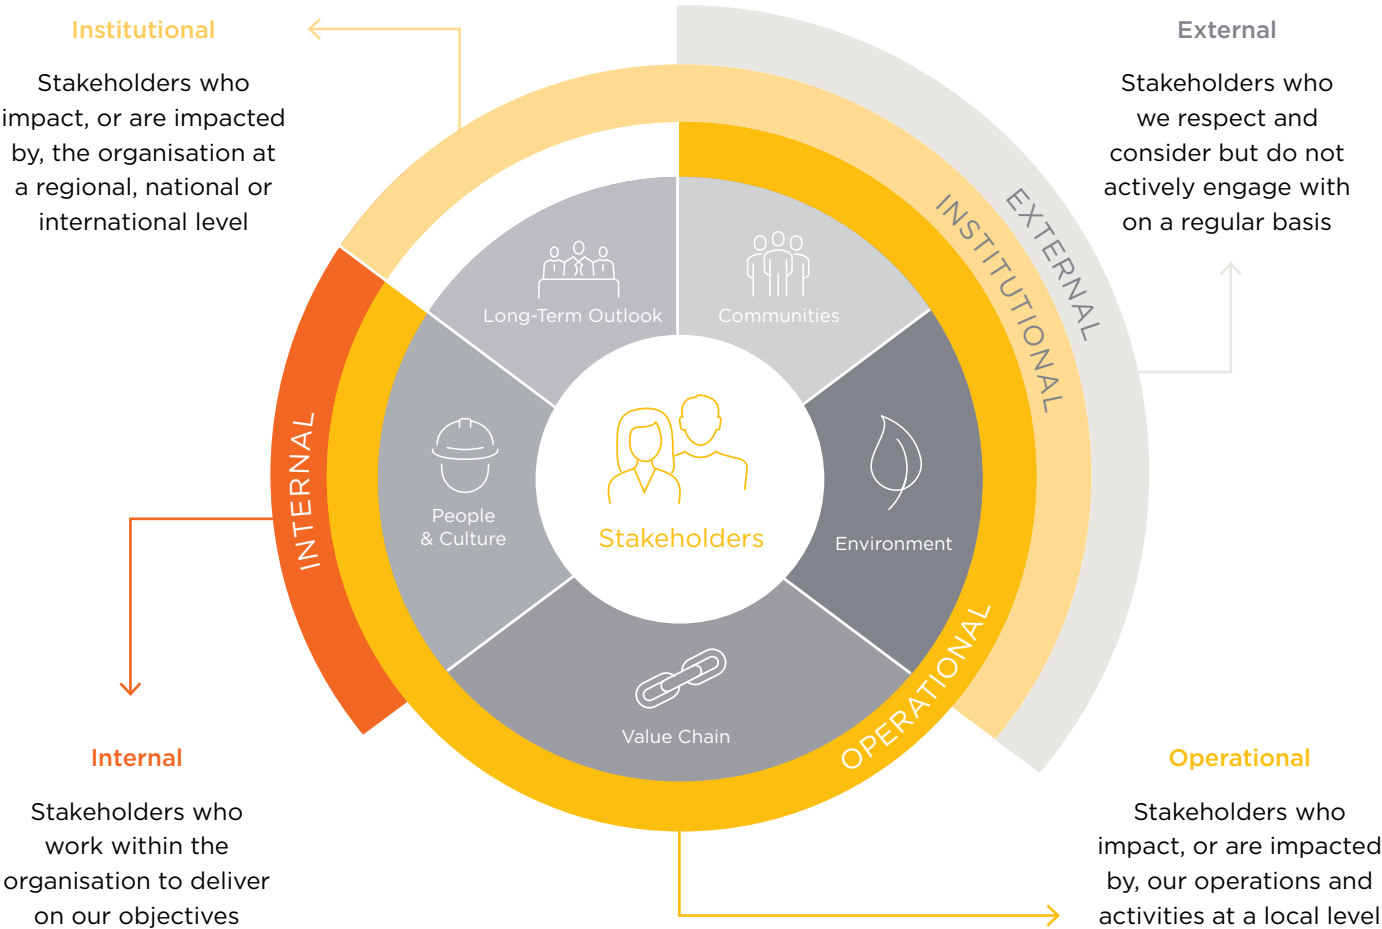 Institutional
Stakeholders who
impact, or are impacted
by, the organisation at
a regional, national or
international level
External
Stakeholders who
we respect and
consider but do not
actively engage with
on a regular basis
EXTERNAL
INSTITUTIONAL
Long-Term Outlook
Communities
INTERNAL
People
& Culture
Stakeholders
Environment
OPERATIONAL
Value Chain
Internal
Stakeholders who
work within the
organisation to deliver
on our objectives
Operational
Stakeholders who
impact, or are impacted
by, our operations and
activities at a local level